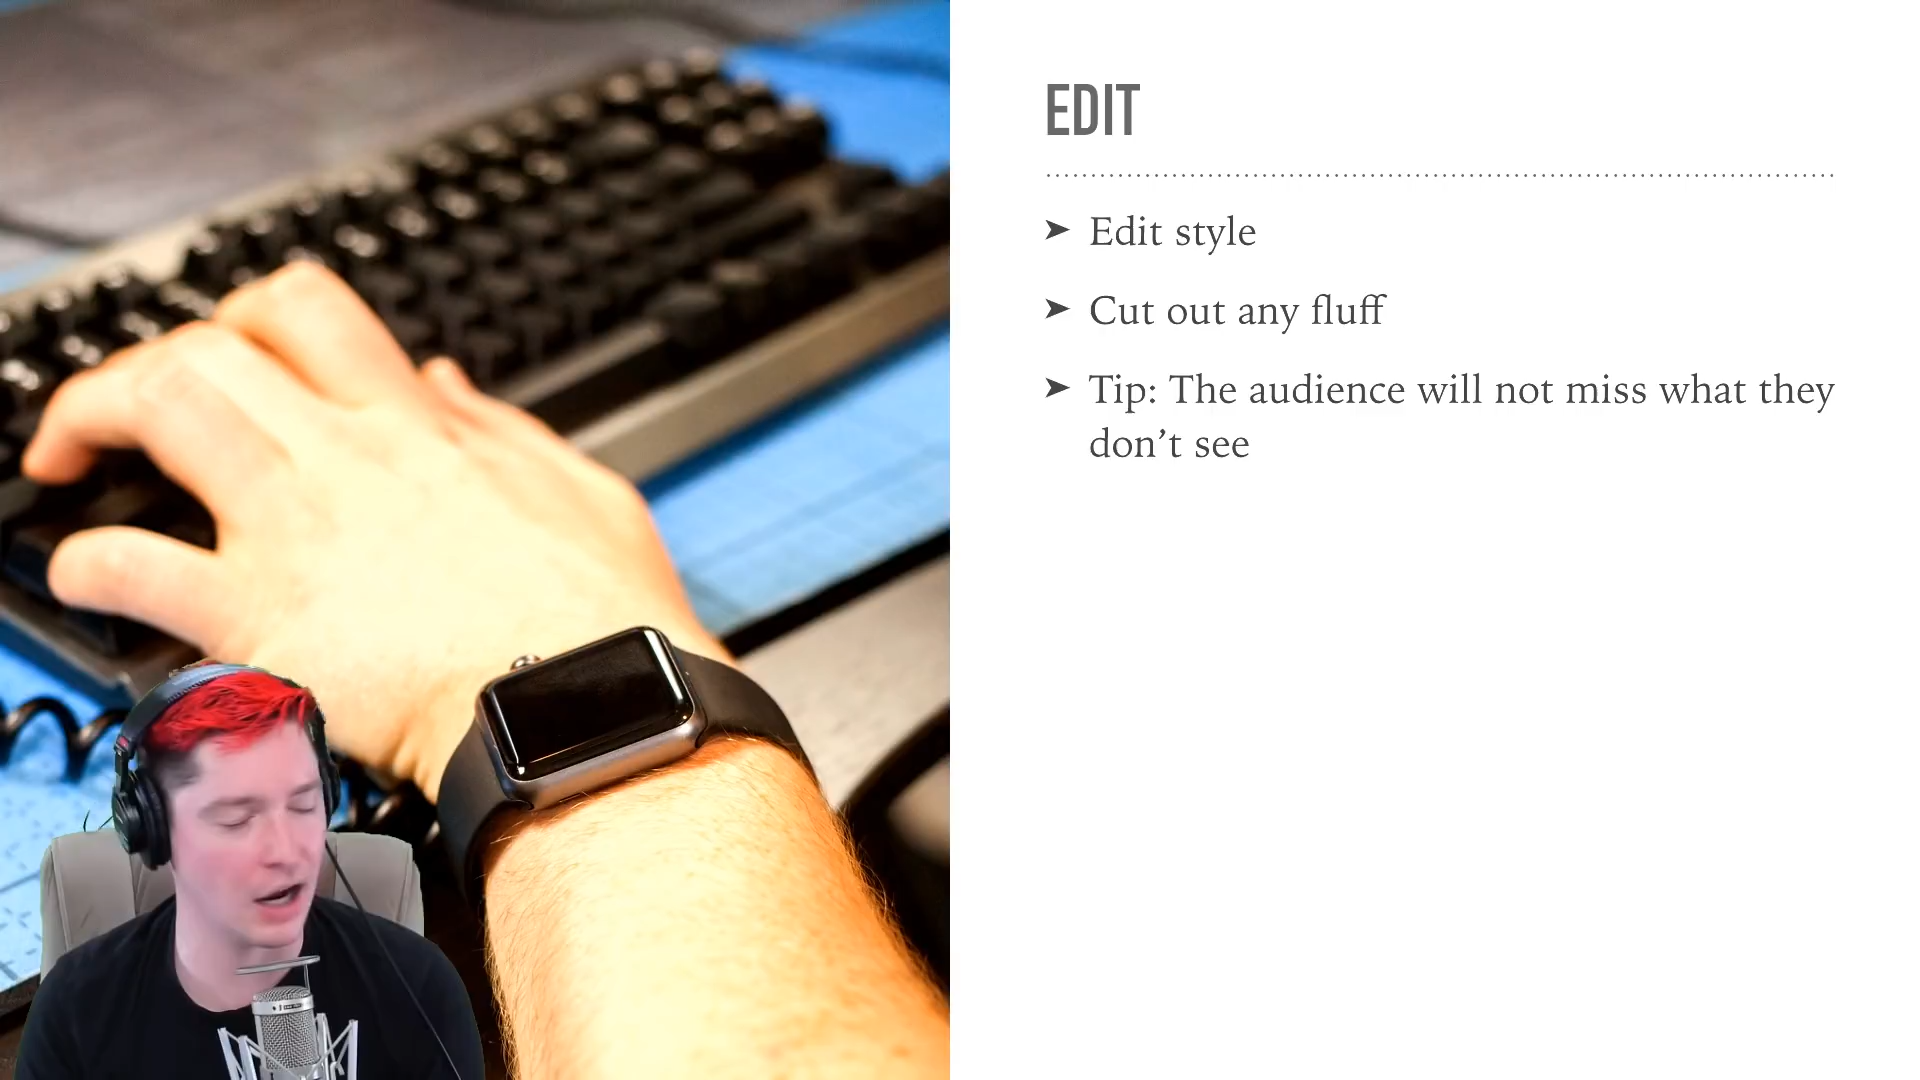 EDIT
➤ Edit style
➤ Cut out any fluff
➤ Tip: The audience will not miss what they
don’t see